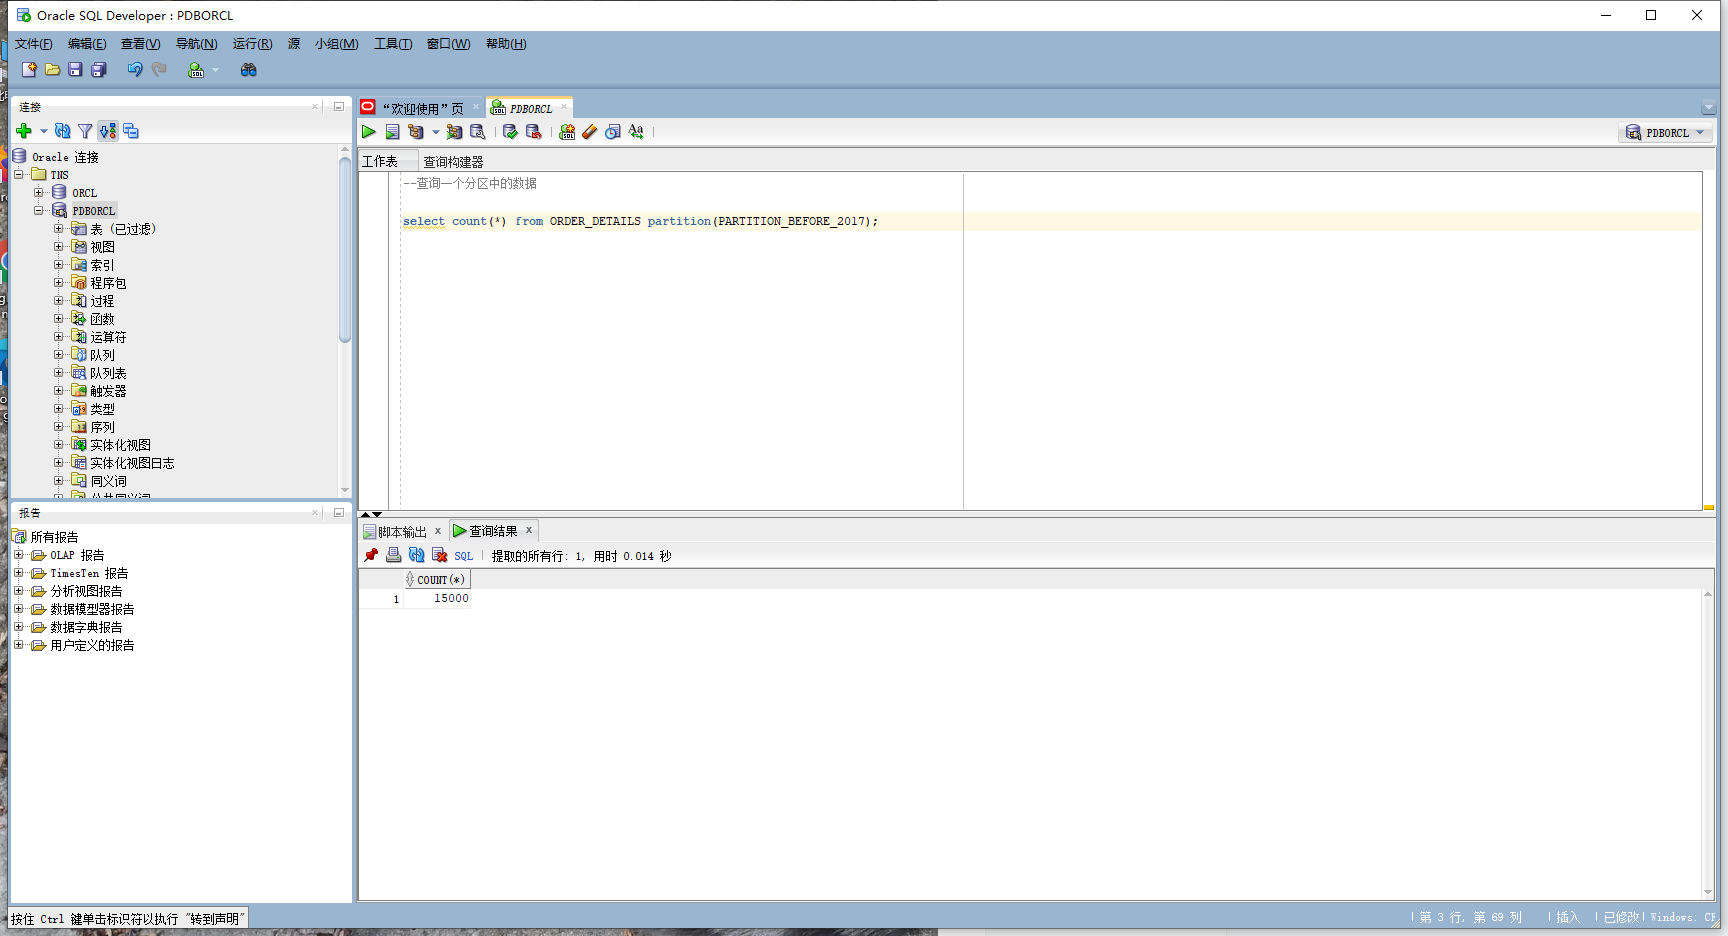 Oracle SQL Developer : PDBORCL
文件(F) 编辑(E) 查看(V) 导航(N) 运行(R) 源 小组(M) 工具(T) 窗口(W) 帮助(H)
连接
Oracle 连接
TNS
ORCL
PDBORCL
表 (已过滤)
视图
索引
程序包
过程
函数
运算符
队列
队列表
触发器
类型
序列
实体化视图
实体化视图日志
同义词
报告
所有报告
OLAP 报告
TimesTen 报告
分析视图报告
数据模型器报告
数据字典报告
用户定义的报告
“欢迎使用”页 PDBORCL
PDBORCL
工作表 查询构建器
--查询一个分区中的数据
select count(*) from ORDER_DETAILS partition(PARTITION_BEFORE_2017);
脚本输出 查询结果
SQL 提取的所有行: 1, 用时 0.014 秒
COUNT(*)
1 15000
按住 Ctrl 键单击标识符以执行 "转到声明"
第 3 行, 第 69 列 插入 已修改 Windows: